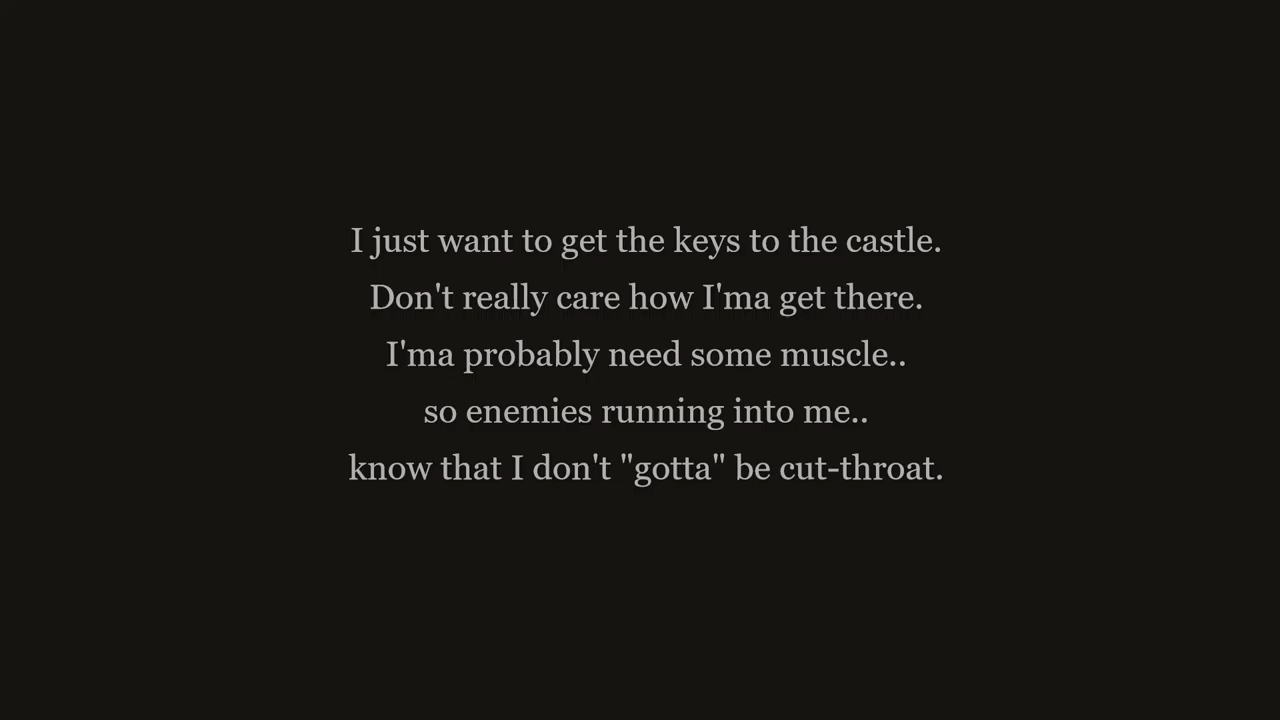 I just want to get the keys to the castle.
Don't really care how I'ma get there.
I'ma probably need some muscle..
so enemies running into me..
know that I don't "gotta" be cut-throat.